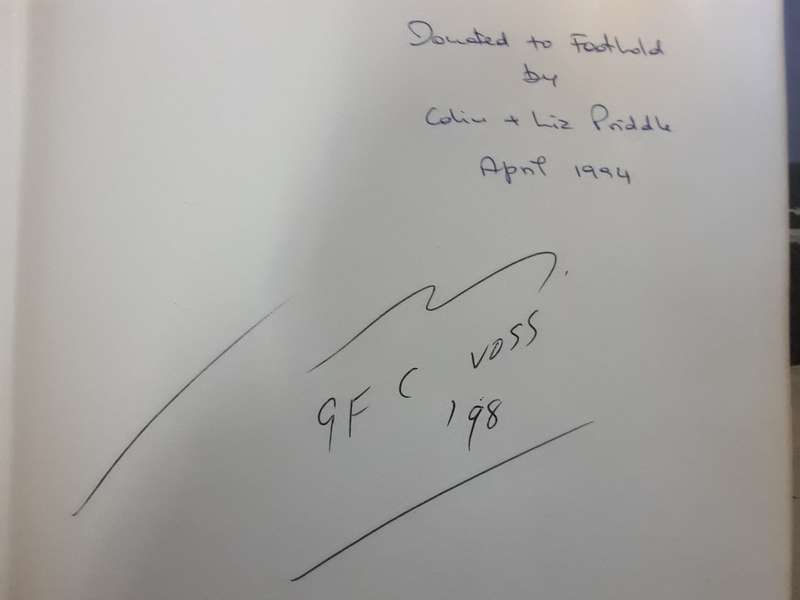 Donated to Foothold
by
Colin + Liz Priddle
April 1994
GF C VOSS
198